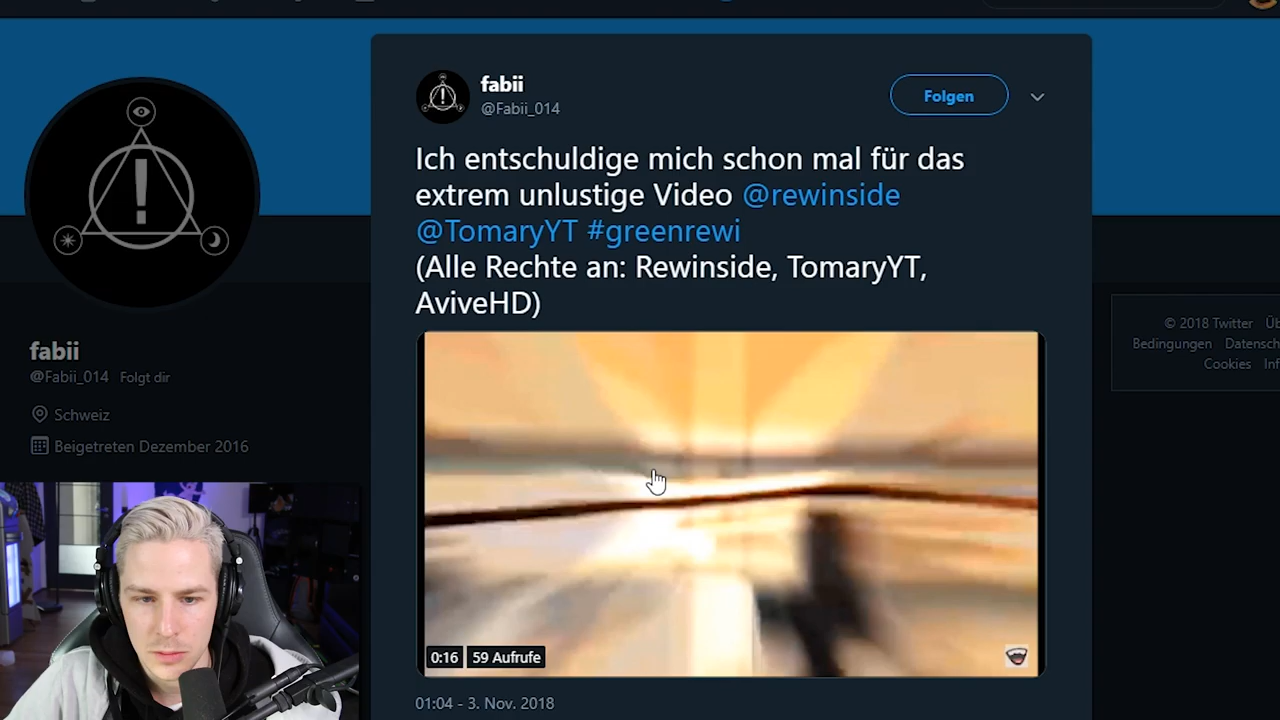 fabii
@Fabii_014
Folgen
Ich entschuldige mich schon mal für das
extrem unlustige Video @rewinside
@TomaryYT #greenrewi
(Alle Rechte an: Rewinside, TomaryYT,
AviveHD)
0:16 59 Aufrufe
01:04 - 3. Nov. 2018
fabii
@Fabii_014 Folgt dir
Schweiz
Beigetreten Dezember 2016
© 2018 Twitter
Bedingungen
Cookies